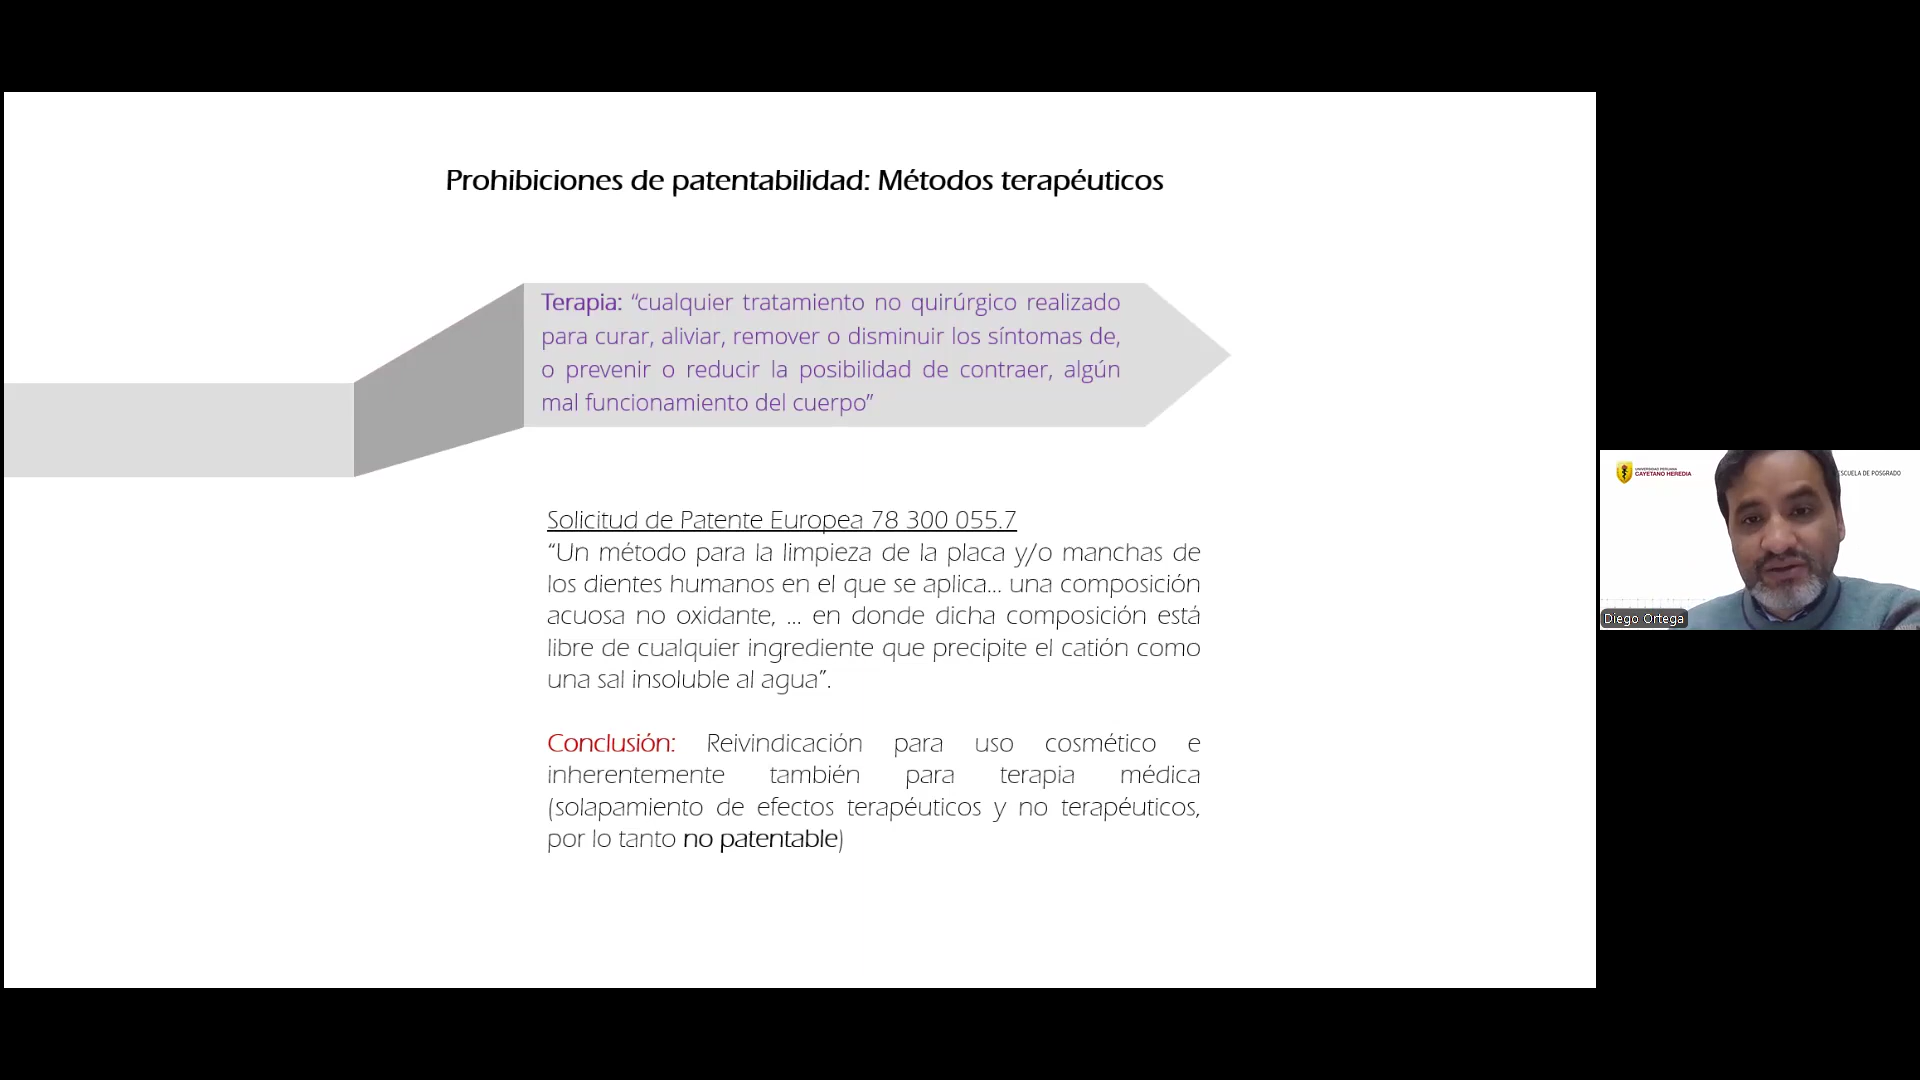 Prohibiciones de patentabilidad: Métodos terapéuticos
Terapia: “cualquier tratamiento no quirúrgico realizado
para curar, aliviar, remover o disminuir los síntomas de,
o prevenir o reducir la posibilidad de contraer, algún
mal funcionamiento del cuerpo”
Solicitud de Patente Europea 78 300 055.7
“Un método para la limpieza de la placa y/o manchas de
los dientes humanos en el que se aplica... una composición
acuosa no oxidante, ... en donde dicha composición está
libre de cualquier ingrediente que precipite el catión como
una sal insoluble al agua”.
Conclusión: Reivindicación para uso cosmético e
inherentemente también para terapia médica
(solapamiento de efectos terapéuticos y no terapéuticos,
por lo tanto no patentable)
UNIVERSIDAD PERUANA
CAYETANO HEREDIA
ESCUELA DE POSGRADO
Diego Ortega